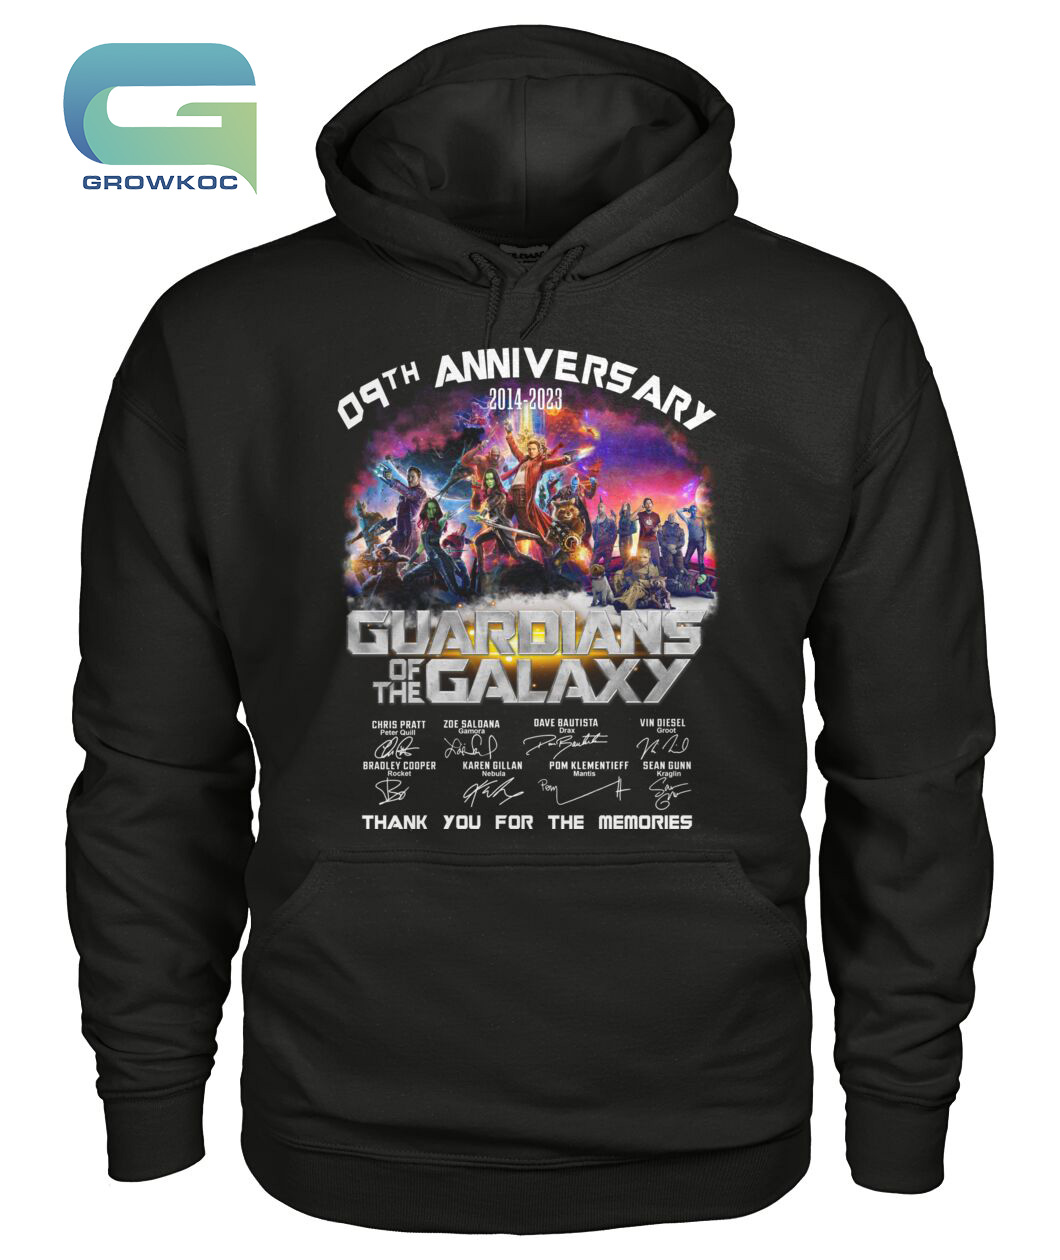 GROWKOC
09TH ANNIVERSARY
2014-2023
GUARDIANS
OF THE GALAXY
CHRIS PRATT ZOE SALDANA DAVE BAUTISTA VIN DIESEL
Peter Quill Gamora Drax Groot
BRADLEY COOPER KAREN GILLAN POM KLEMENTIEFF SEAN GUNN
Rocket Nebula Mantis Kraglin
THANK YOU FOR THE MEMORIES